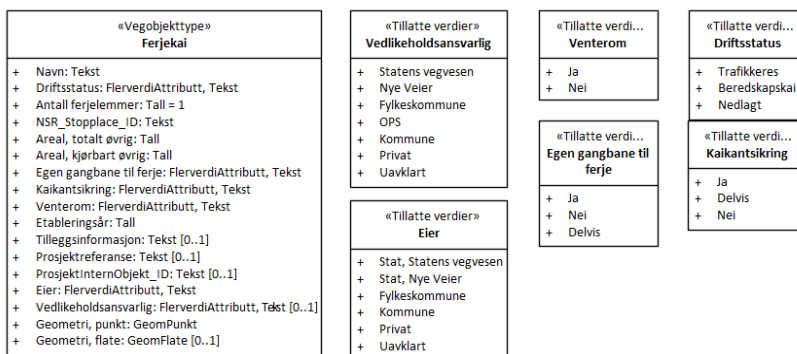 «Vegobjekttype»
Ferjekai
+ Navn: Tekst
+ Driftsstatus: FlerverdiAttributt, Tekst
+ Antall ferjelemmer: Tall = 1
+ NSR_Stopplace_ID: Tekst
+ Areal, totalt øvrig: Tall
+ Areal, kjørbart øvrig: Tall
+ Egen gangbane til ferje: FlerverdiAttributt, Tekst
+ Kaikantsikring: FlerverdiAttributt, Tekst
+ Venterom: FlerverdiAttributt, Tekst
+ Etableringsår: Tall
+ Tilleggsinformasjon: Tekst [0..1]
+ Prosjektreferanse: Tekst [0..1]
+ ProsjektInternObjekt_ID: Tekst [0..1]
+ Eier: FlerverdiAttributt, Tekst
+ Vedlikeholdsansvarlig: FlerverdiAttributt, Tekst [0..1]
+ Geometri, punkt: GeomPunkt
+ Geometri, flate: GeomFlate [0..1]
«Tillatte verdier»
Vedlikeholdsansvarlig
+ Statens vegvesen
+ Nye Veier
+ Fylkeskommune
+ OPS
+ Kommune
+ Privat
+ Uavklart
«Tillatte verdier»
Eier
+ Stat, Statens vegvesen
+ Stat, Nye Veier
+ Fylkeskommune
+ Kommune
+ Privat
+ Uavklart
«Tillatte verdi...
Venterom
+ Ja
+ Nei
«Tillatte verdi...
Egen gangbane til
ferje
+ Ja
+ Nei
+ Delvis
«Tillatte verdi...
Driftsstatus
+ Trafikkeres
+ Beredskapskai
+ Nedlagt
«Tillatte verdi...
Kaikantsikring
+ Ja
+ Delvis
+ Nei